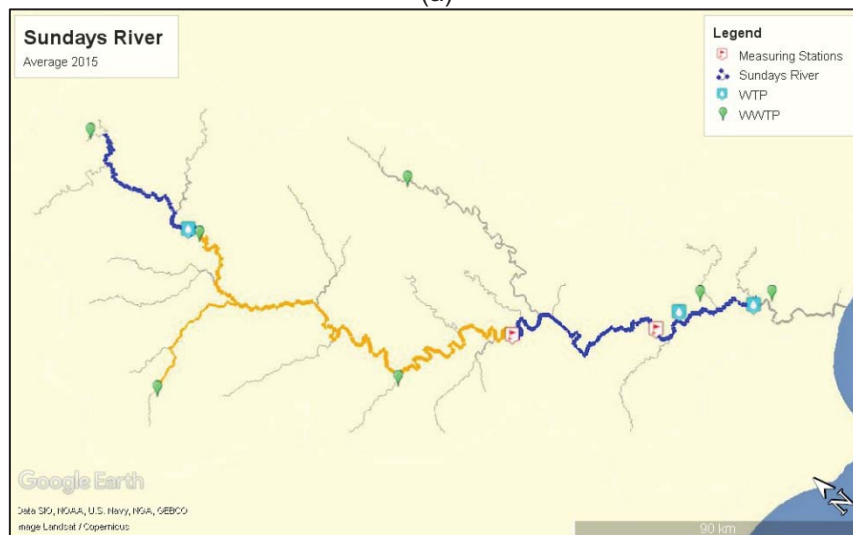 (a)
Sundays River
Average 2015
Legend
Measuring Stations
Sundays River
WTP
WWTP
Google Earth
Data SIO, NOAA, U.S. Navy, NGA, GEBCO
Image Landsat / Copernicus
90 km
N